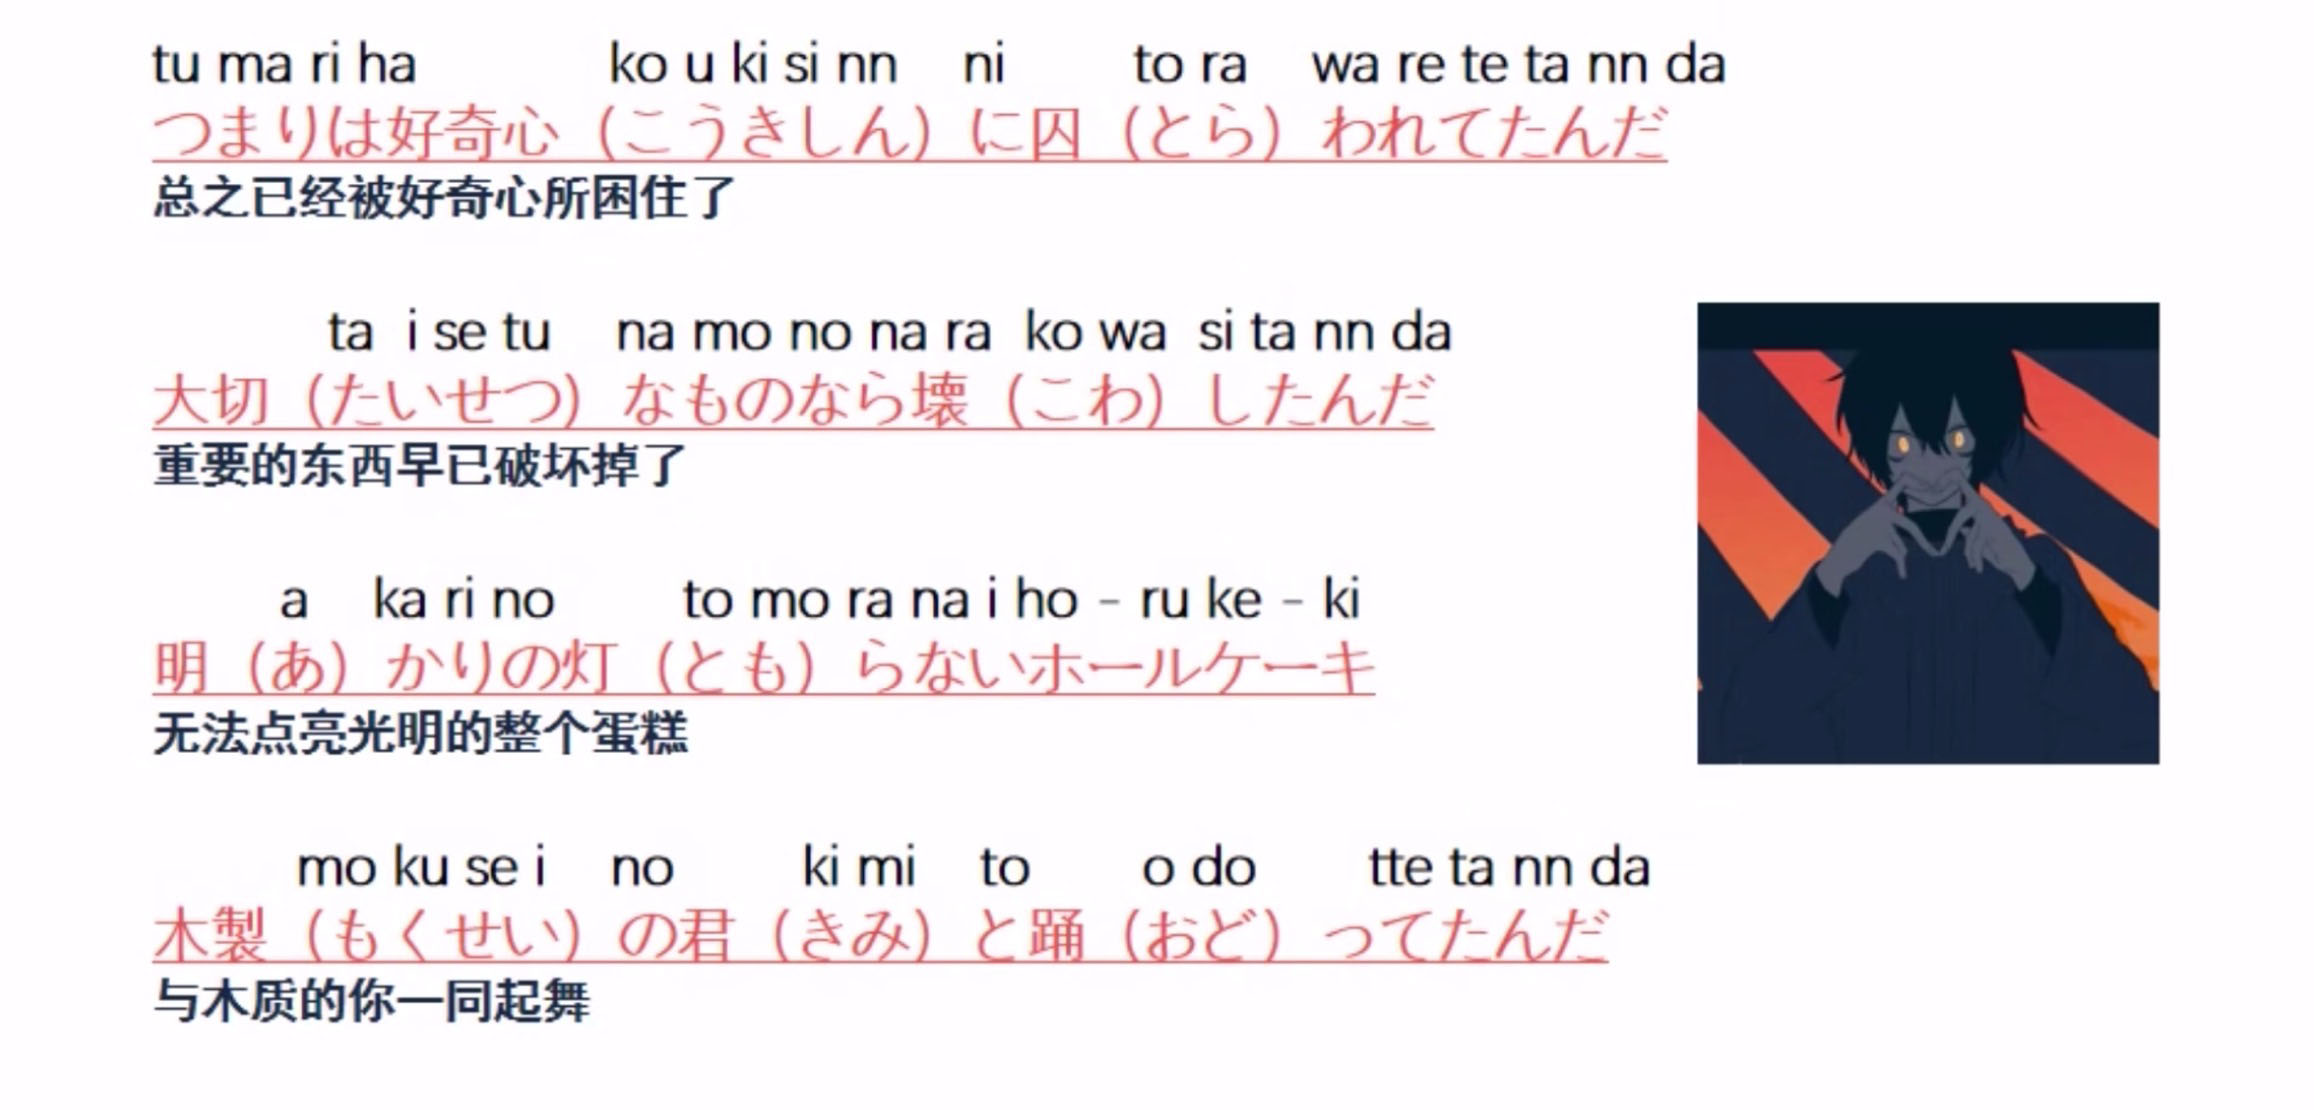 tu ma ri ha ko u ki si nn ni to ra wa re te ta nn da
つまりは好奇心（こうきしん）に囚（とら）われてたんだ
总之已经被好奇心所困住了
ta i se tu na mo no na ra ko wa si ta nn da
大切（たいせつ）なものなら壊（こわ）したんだ
重要的东西早已破坏掉了
a ka ri no to mo ra na i ho - ru ke - ki
明（あ）かりの灯（とも）らないホールケーキ
无法点亮光明的整个蛋糕
mo ku se i no ki mi to o do tte ta nn da
木製（もくせい）の君（きみ）と踊（おど）ってたんだ
与木质的你一同起舞